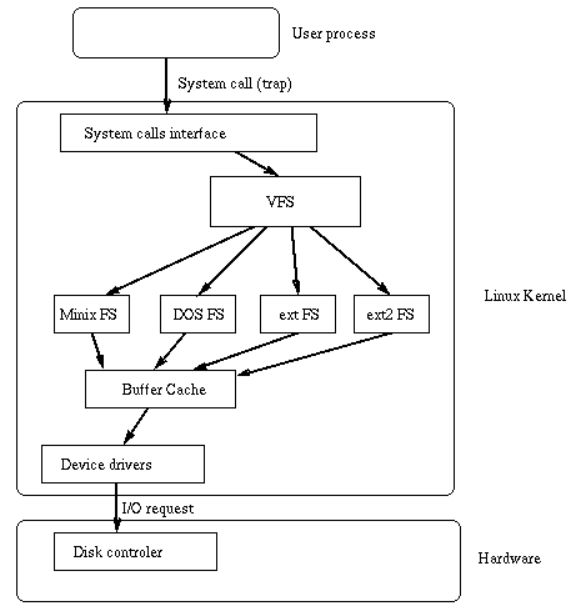 User process
System call (trap)
System calls interface
VFS
Linux Kernel
Minix FS
DOS FS
ext FS
ext2 FS
Buffer Cache
Device drivers
I/O request
Disk controler
Hardware